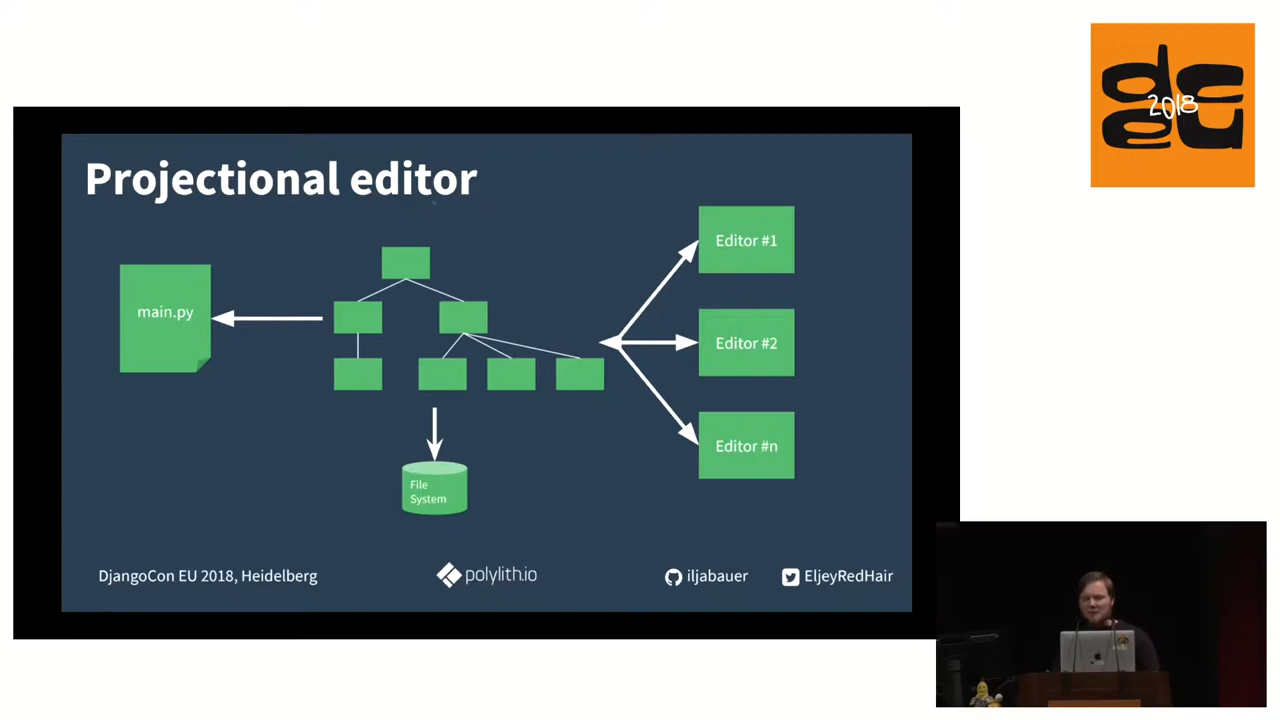 Projectional editor
main.py
Editor #1
Editor #2
Editor #n
File
System
DjangoCon EU 2018, Heidelberg
polylith.io
iljabauer
EljeyRedHair
2018